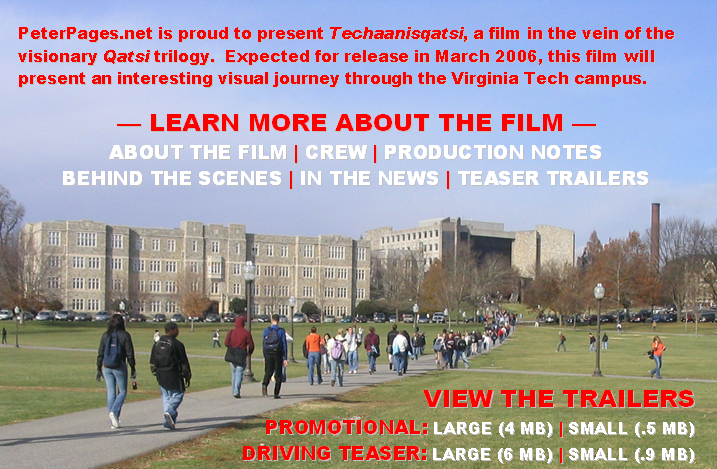 PeterPages.net is proud to present Techaanisqatsi, a film in the vein of the
visionary Qatsi trilogy. Expected for release in March 2006, this film will
present an interesting visual journey through the Virginia Tech campus.
— LEARN MORE ABOUT THE FILM —
ABOUT THE FILM | CREW | PRODUCTION NOTES
BEHIND THE SCENES | IN THE NEWS | TEASER TRAILERS
VIEW THE TRAILERS
PROMOTIONAL: LARGE (4 MB) | SMALL (.5 MB)
DRIVING TEASER: LARGE (6 MB) | SMALL (.9 MB)